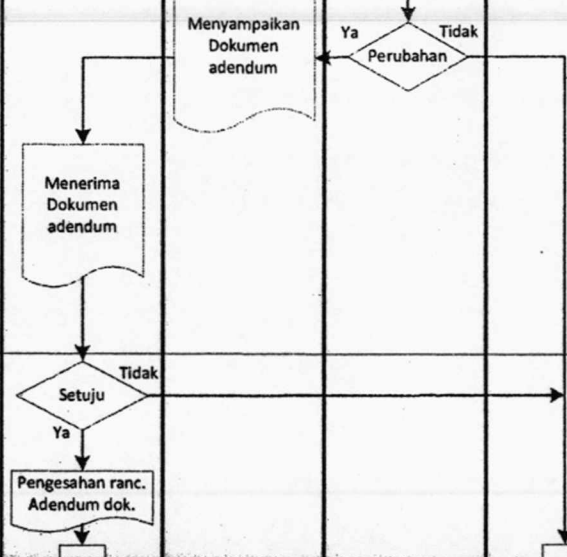 Menyampaikan
Dokumen
adendum
Ya
Tidak
Perubahan
Menerima
Dokumen
adendum
Tidak
Setuju
Ya
Pengesahan ranc.
Adendum dok.